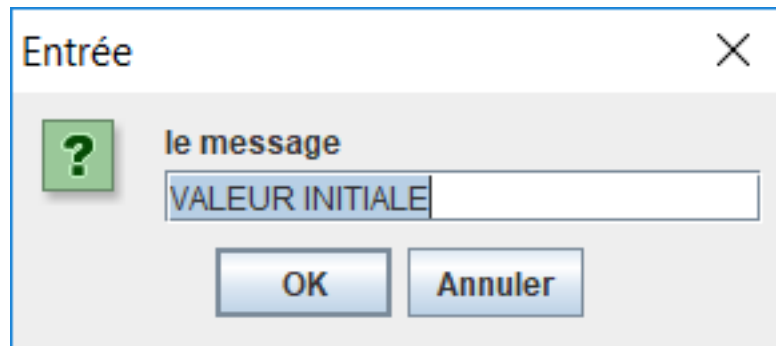 Entrée
?
le message
VALEUR INITIALE
OK
Annuler